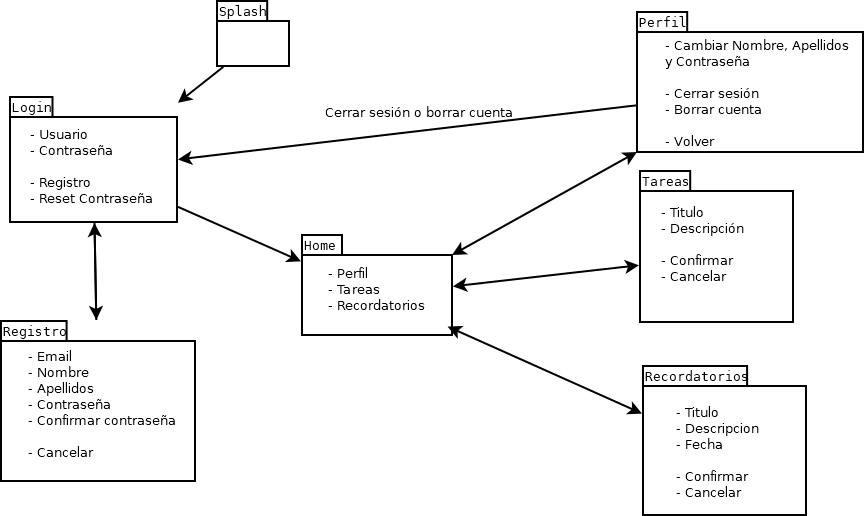 Splash
Perfil
- Cambiar Nombre, Apellidos
y Contraseña
- Cerrar sesión
- Borrar cuenta
- Volver
Cerrar sesión o borrar cuenta
Login
- Usuario
- Contraseña
- Registro
- Reset Contraseña
Tareas
- Titulo
- Descripción
- Confirmar
- Cancelar
Home
- Perfil
- Tareas
- Recordatorios
Registro
- Email
- Nombre
- Apellidos
- Contraseña
- Confirmar contraseña
- Cancelar
Recordatorios
- Titulo
- Descripcion
- Fecha
- Confirmar
- Cancelar